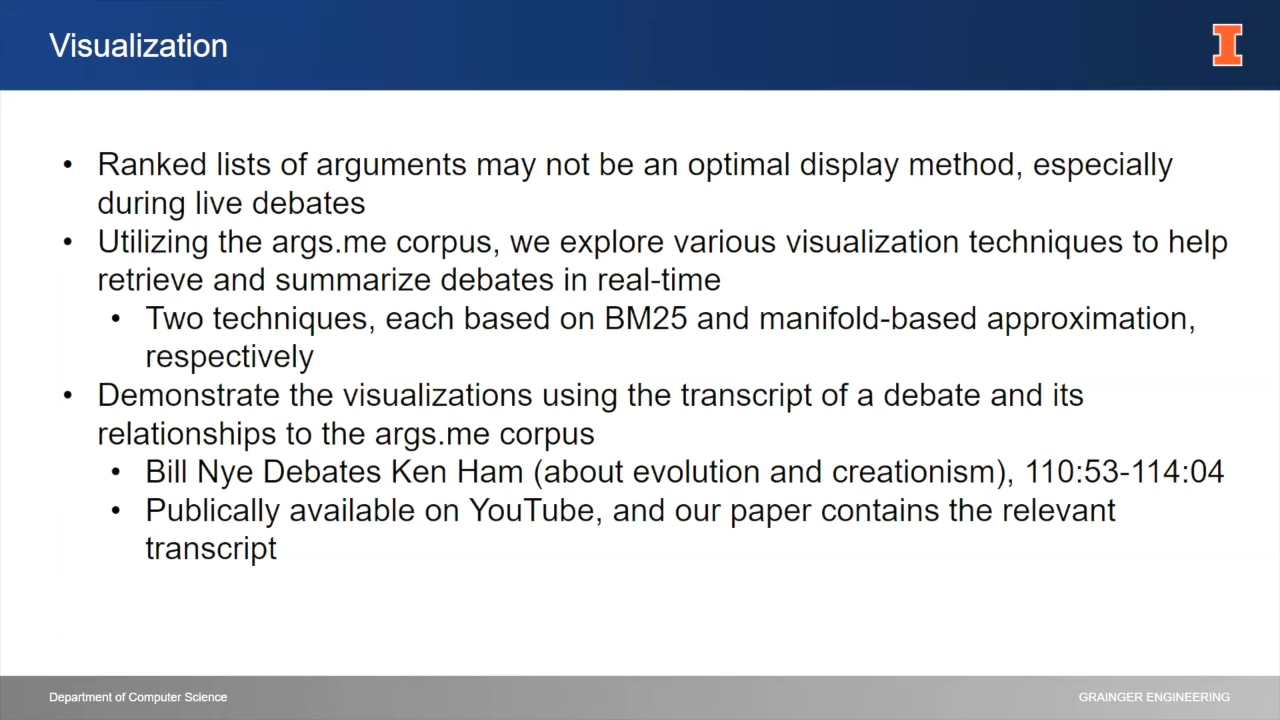 Visualization
• Ranked lists of arguments may not be an optimal display method, especially
during live debates
• Utilizing the args.me corpus, we explore various visualization techniques to help
retrieve and summarize debates in real-time
• Two techniques, each based on BM25 and manifold-based approximation,
respectively
• Demonstrate the visualizations using the transcript of a debate and its
relationships to the args.me corpus
• Bill Nye Debates Ken Ham (about evolution and creationism), 110:53-114:04
• Publically available on YouTube, and our paper contains the relevant
transcript
Department of Computer Science
GRAINGER ENGINEERING